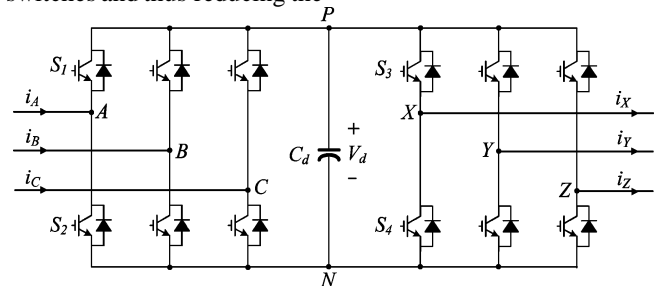 switches and thus reducing the
P
S1 S3
iA A X iX
+
iB B Cd Vd Y iY
−
iC C Z iZ
S2 S4
N